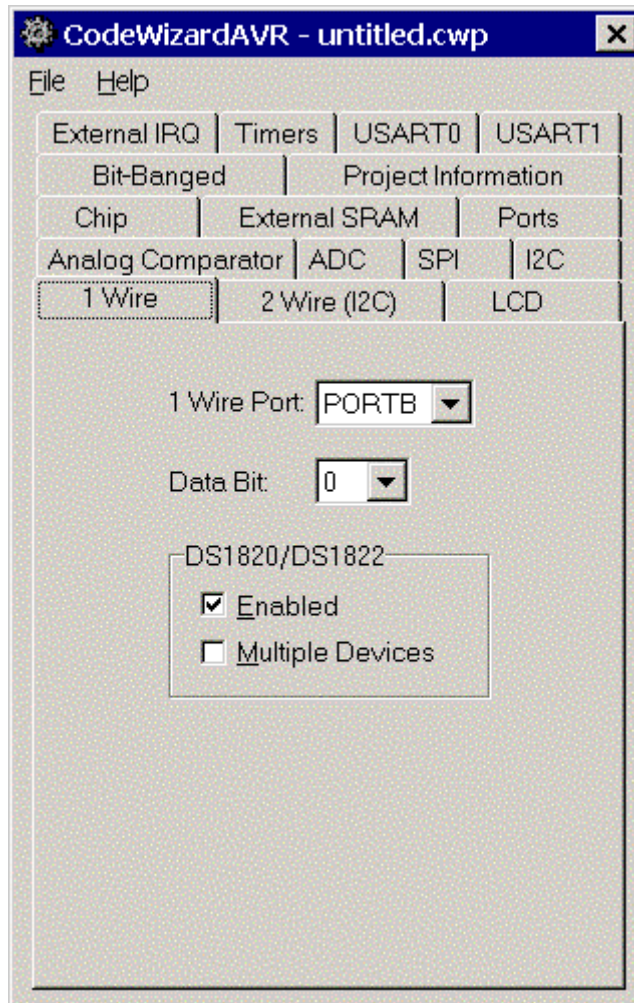 CodeWizardAVR - untitled.cwp
File Help
External IRQ Timers USART0 USART1
Bit-Banged Project Information
Chip External SRAM Ports
Analog Comparator ADC SPI I2C
1 Wire 2 Wire (I2C) LCD
1 Wire Port: PORTB
Data Bit: 0
DS1820/DS1822
Enabled
Multiple Devices